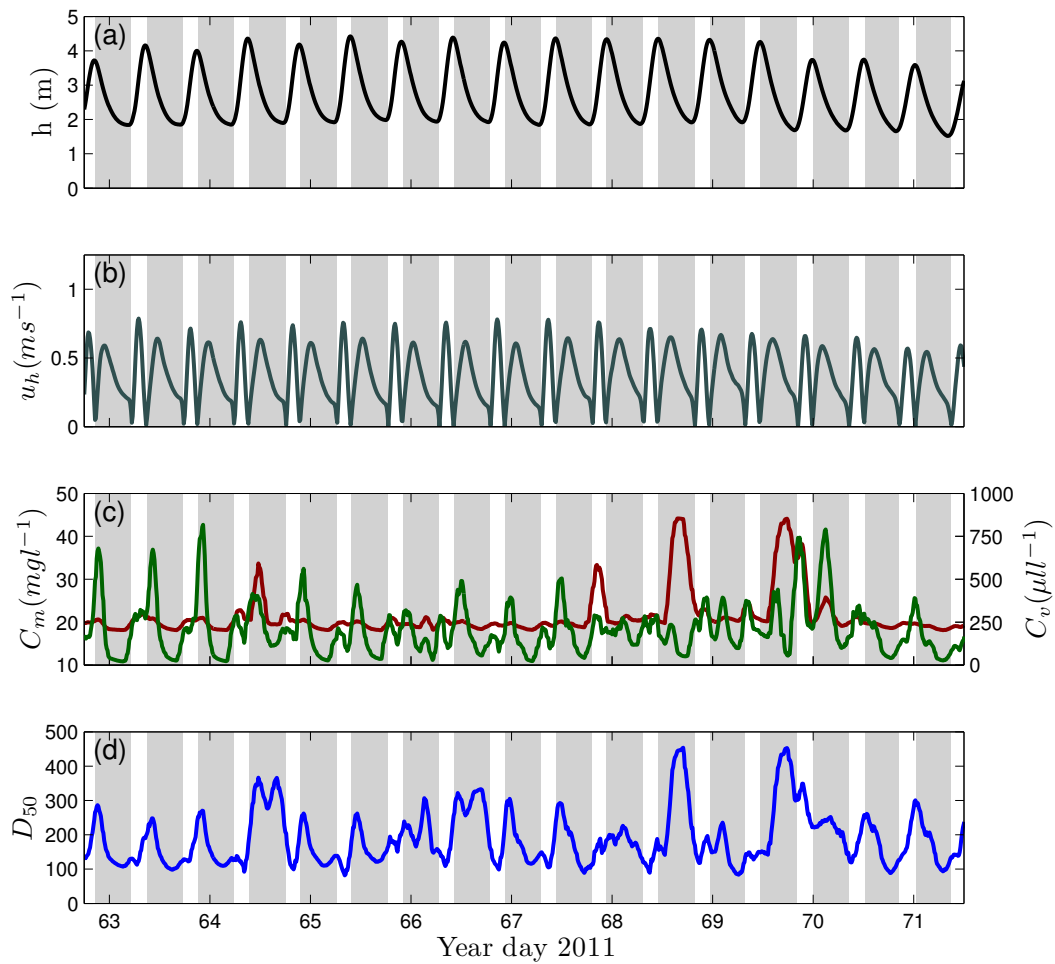 (a)
h (m)
5
4
3
2
1
0
(b)
u_h(ms^{-1})
1
0.5
0
(c)
C_m(mgl^{-1})
50
40
30
20
10
1000
750
500
250
0
C_v(μll^{-1})
(d)
D_{50}
500
400
300
200
100
0
63 64 65 66 67 68 69 70 71
Year day 2011